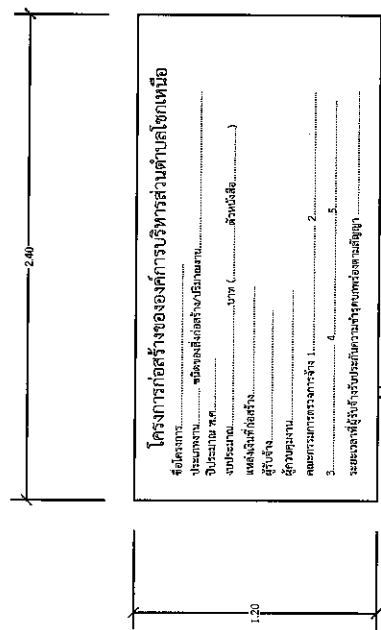 2.40
โครงการก่อสร้างขององค์การบริหารส่วนตำบลโชกเหนือ
ชื่อโครงการ....................
ประเภทงาน.......... ชนิดของสิ่งก่อสร้าง/ปริมาณงาน....................
ปีงบประมาณ พ.ศ....................
งบประมาณ....................บาท (....................ตัวหนังสือ....................)
แหล่งเงินที่ก่อสร้าง....................
ผู้รับจ้าง....................
ผู้ควบคุมงาน....................
คณะกรรมการตรวจการจ้าง 1.................... 2....................
3.................... 4.................... 5....................
ระยะเวลาที่ผู้รับจ้างรับประกันความชำรุดบกพร่องตามสัญญา....................
1.20